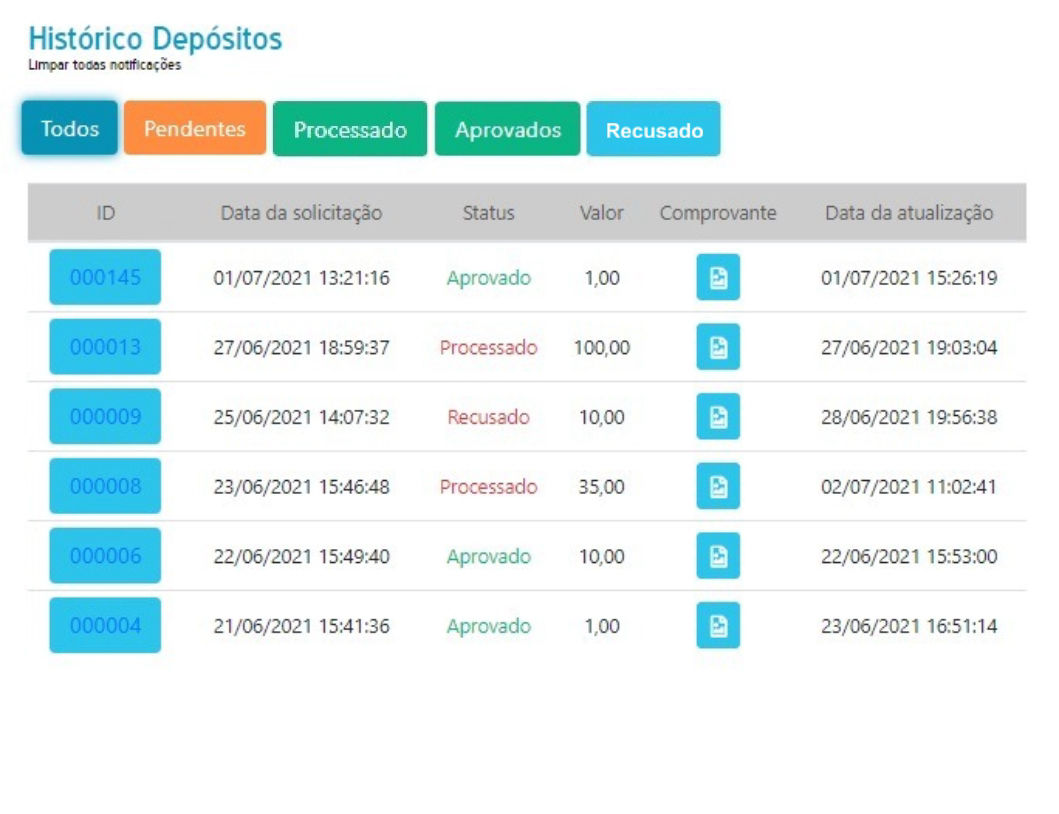 Histórico Depósitos
Limpar todas notificações
Todos Pendentes Processado Aprovados Recusado
ID Data da solicitação Status Valor Comprovante Data da atualização
000145 01/07/2021 13:21:16 Aprovado 1,00 01/07/2021 15:26:19
000013 27/06/2021 18:59:37 Processado 100,00 27/06/2021 19:03:04
000009 25/06/2021 14:07:32 Recusado 10,00 28/06/2021 19:56:38
000008 23/06/2021 15:46:48 Processado 35,00 02/07/2021 11:02:41
000006 22/06/2021 15:49:40 Aprovado 10,00 22/06/2021 15:53:00
000004 21/06/2021 15:41:36 Aprovado 1,00 23/06/2021 16:51:14